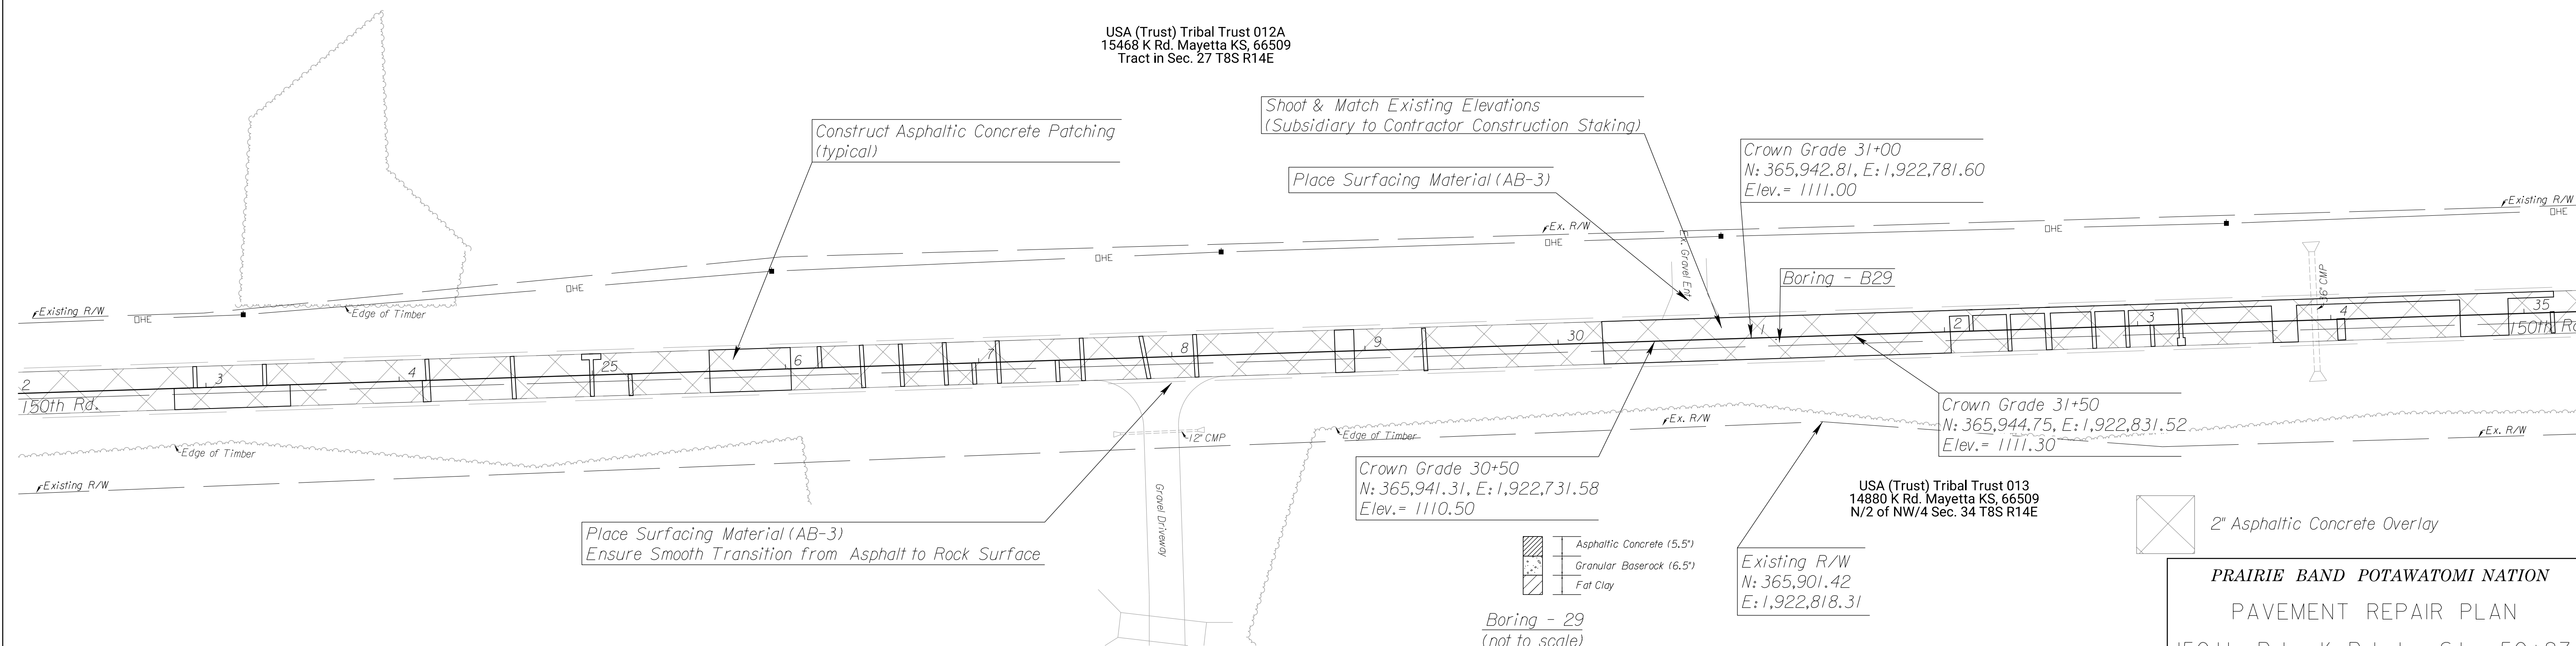 USA (Trust) Tribal Trust 012A
15468 K Rd. Mayetta KS, 66509
Tract in Sec. 27 T8S R14E
Construct Asphaltic Concrete Patching
(typical)
Shoot & Match Existing Elevations
(Subsidiary to Contractor Construction Staking)
Place Surfacing Material (AB-3)
Crown Grade 31+00
N: 365,942.81, E: 1,922,781.60
Elev.= 1111.00
Existing R/W
OHE
Ex. R/W
OHE
OHE
Ex. Gravel Ent.
OHE
OHE
Existing R/W
OHE
Edge of Timber
Boring - B29
36" CMP
2
3
4
25
6
7
8
9
30
1
2
3
4
35
150th Rd.
150th Rd
Edge of Timber
Existing R/W
12" CMP
Gravel Driveway
Edge of Timber
Ex. R/W
Ex. R/W
Crown Grade 31+50
N: 365,944.75, E: 1,922,831.52
Elev.= 1111.30
Crown Grade 30+50
N: 365,941.31, E: 1,922,731.58
Elev.= 1110.50
USA (Trust) Tribal Trust 013
14880 K Rd. Mayetta KS, 66509
N/2 of NW/4 Sec. 34 T8S R14E
Place Surfacing Material (AB-3)
Ensure Smooth Transition from Asphalt to Rock Surface
Asphaltic Concrete (5.5")
Granular Baserock (6.5")
Fat Clay
Boring - 29
(not to scale)
Existing R/W
N: 365,901.42
E: 1,922,818.31
2" Asphaltic Concrete Overlay
PRAIRIE BAND POTAWATOMI NATION
PAVEMENT REPAIR PLAN